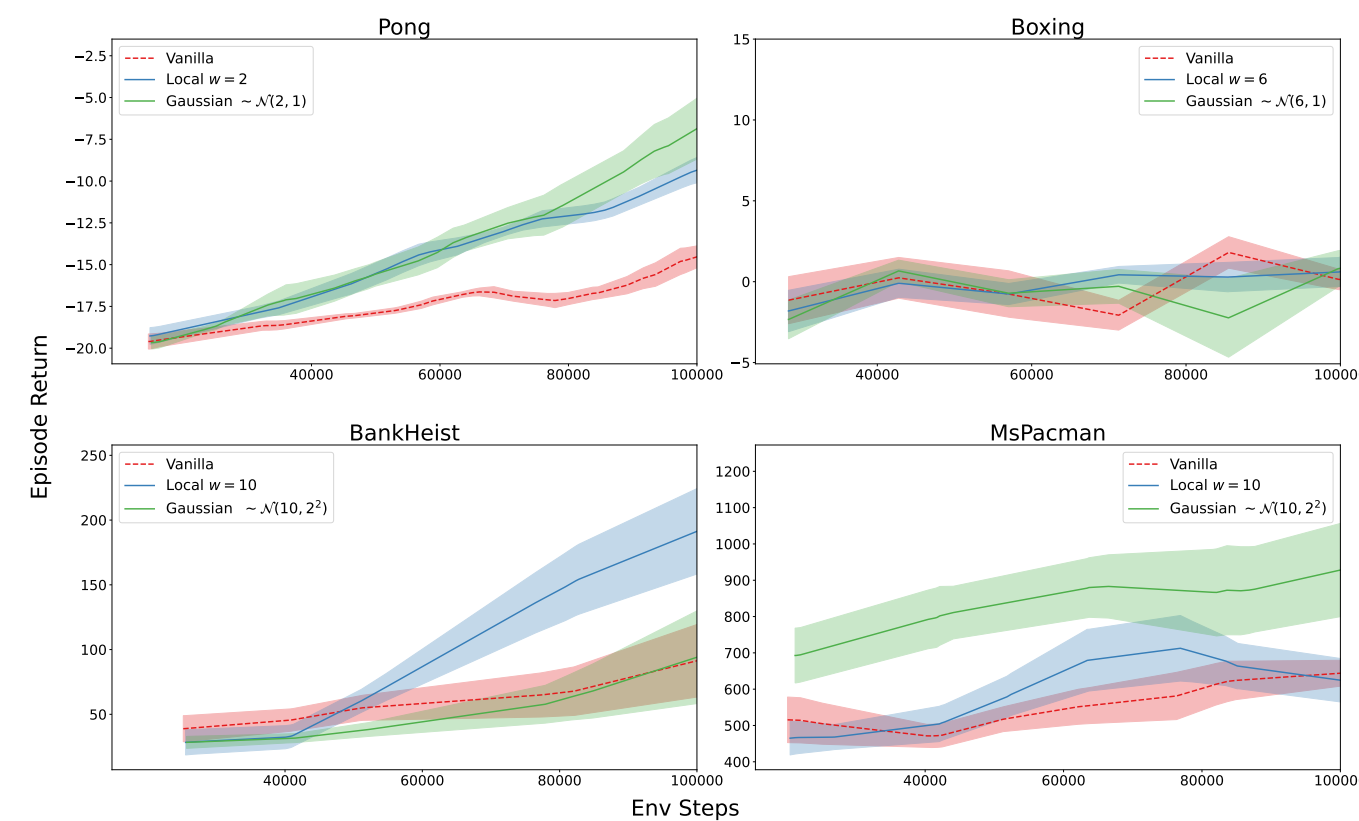 Pong
Vanilla
Local w = 2
Gaussian ∼ 𝒩(2, 1)
−2.5
−5.0
−7.5
−10.0
−12.5
−15.0
−17.5
−20.0
40000 60000 80000 100000
Boxing
Vanilla
Local w = 6
Gaussian ∼ 𝒩(6, 1)
15
10
5
0
−5
40000 60000 80000 10000
Episode Return
BankHeist
Vanilla
Local w = 10
Gaussian ∼ 𝒩(10, 2²)
250
200
150
100
50
40000 60000 80000 100000
MsPacman
Vanilla
Local w = 10
Gaussian ∼ 𝒩(10, 2²)
1200
1100
1000
900
800
700
600
500
400
40000 60000 80000 10000
Env Steps